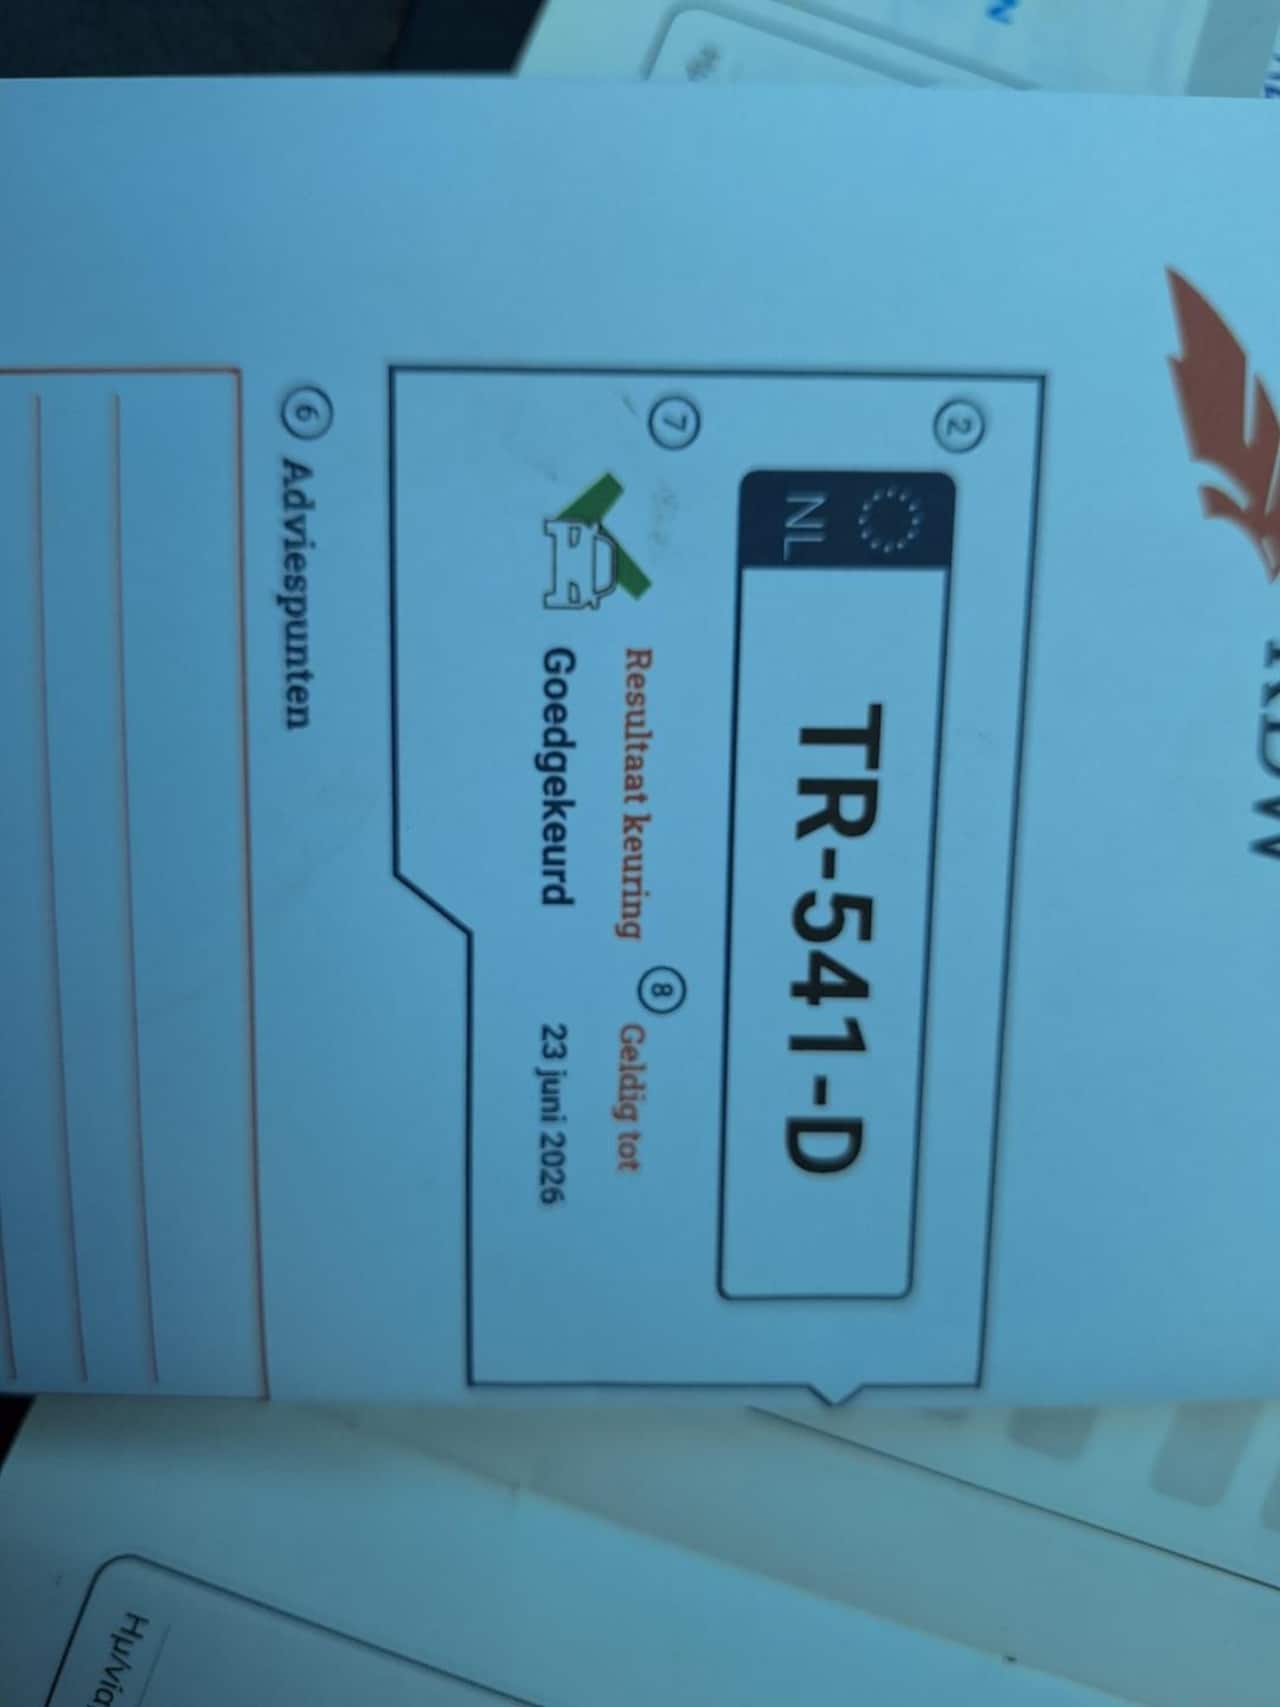 RDW
2
NL
TR-541-D
7
Resultaat keuring
8
Geldig tot
Goedgekeurd
23 juni 2026
6
Adviespunten